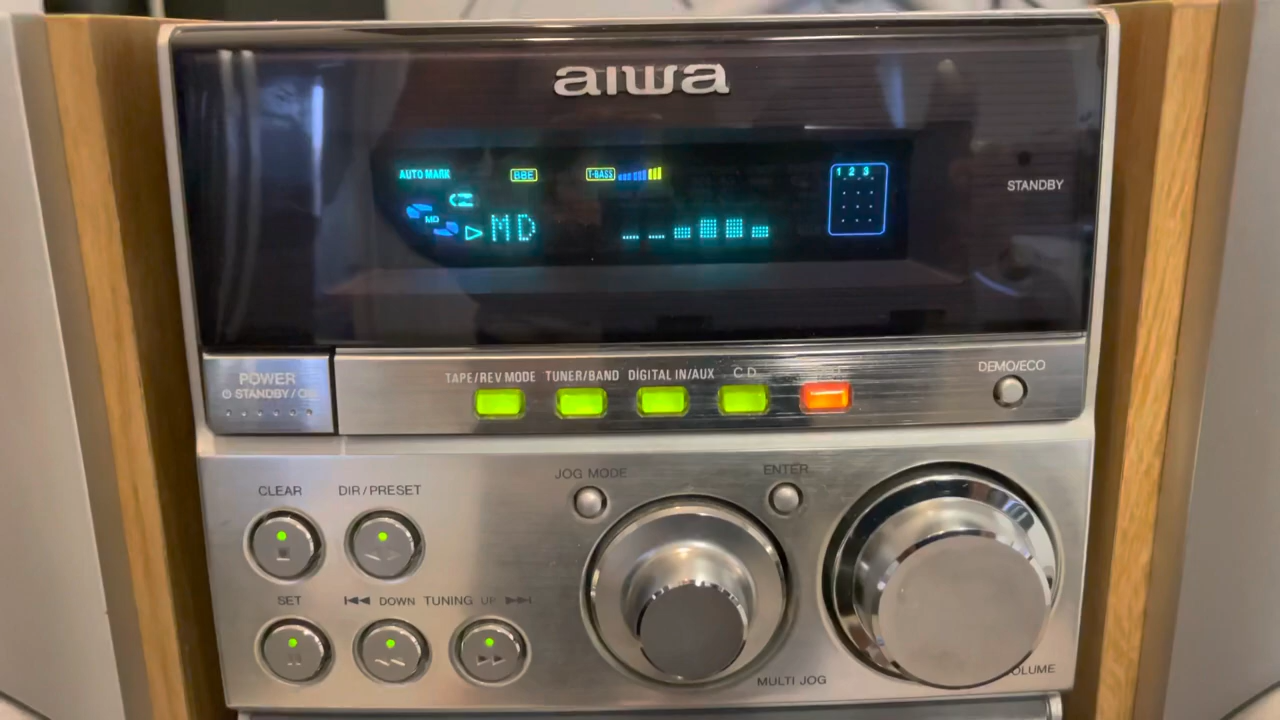 aiwa
AUTO MARK BBE T-BASS 1 2 3
STANDBY
MD
MD
POWER
STANDBY/ON
TAPE/REV MODE TUNER/BAND DIGITAL IN/AUX CD
DEMO/ECO
JOG MODE ENTER
CLEAR DIR/PRESET
SET DOWN TUNING UP
MULTI JOG
VOLUME